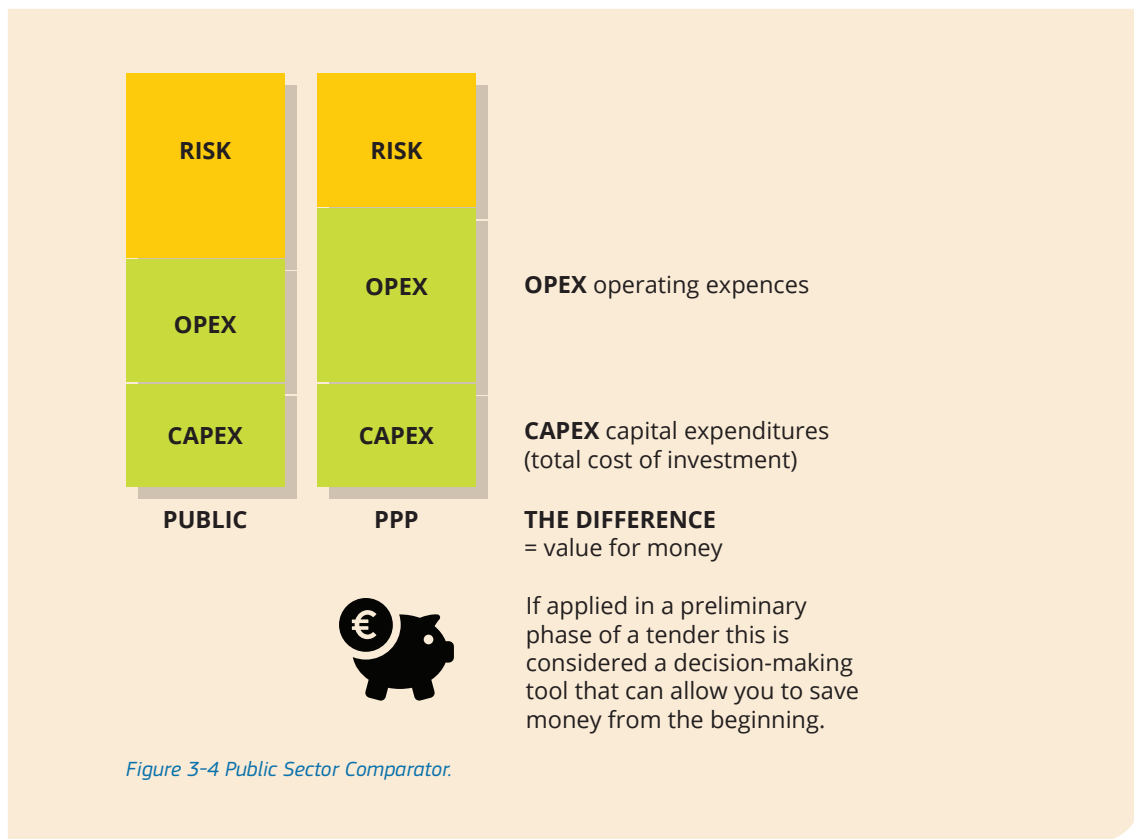 RISK
RISK
OPEX
OPEX
OPEX operating expences
CAPEX
CAPEX
CAPEX capital expenditures
(total cost of investment)
PUBLIC
PPP
THE DIFFERENCE
= value for money
€
If applied in a preliminary
phase of a tender this is
considered a decision-making
tool that can allow you to save
money from the beginning.
Figure 3-4 Public Sector Comparator.